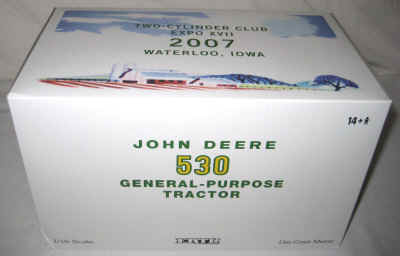 TWO-CYLINDER CLUB
EXPO XVII
2007
WATERLOO, IOWA
14+A
JOHN DEERE
530
GENERAL-PURPOSE
TRACTOR
1/16 Scale
ERTL
Die-Cast Metal